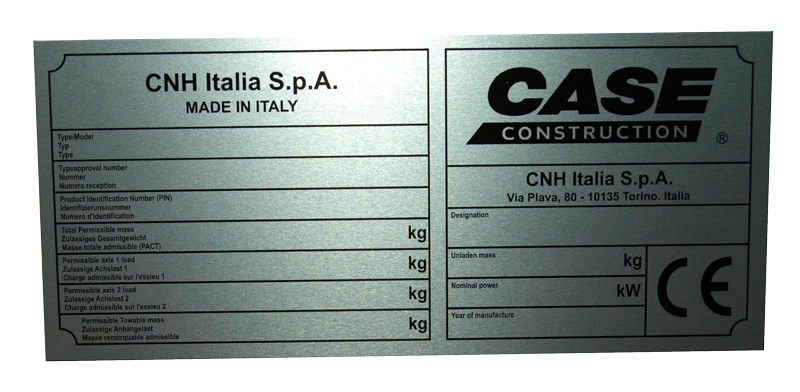 CNH Italia S.p.A.
MADE IN ITALY
Type/Model
Typ
Type
Typeapproval number
Nummer
Numero reception
Product Identification Number (PIN)
Identifizierunsnummer
Numero d'identification
Total Permissible mass
Zulassiges Gesamtgewicht
Masse totale admissible (PACT)
kg
Permissible axle 1 load
Zulassige Achslast 1
Charge admissible sur l'essieu 1
kg
Permissible axle 2 load
Zulassige Achslast 2
Charge admissible sur l'essieu 2
kg
Permissible Towable mass
Zulassige Anhangelast
Masse remorquable admissible
kg
CASE
CONSTRUCTION ®
CNH Italia S.p.A.
Via Plava, 80 - 10135 Torino. Italia
Designation
Unladen mass
kg
Nominal power
kW
Year of manufacture
CE